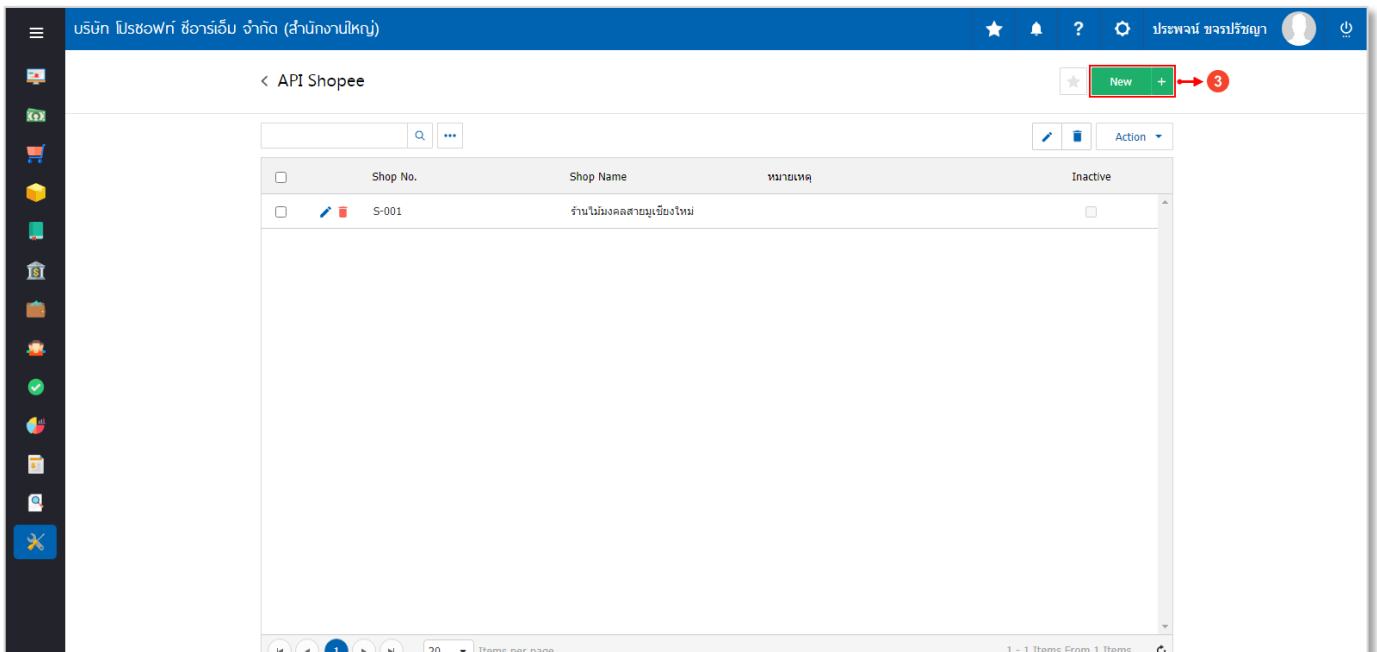 บริษัท โปรซอฟท์ ซีอาร์เอ็ม จำกัด (สำนักงานใหญ่) ? ประพจน์ ขจรปรัชญา
< API Shopee New + 3
Action
Shop No. Shop Name หมายเหตุ Inactive
S-001 ร้านไม้มงคลสายมูเชียงใหม่
1 20 Items per page 1 - 1 Items From 1 Items